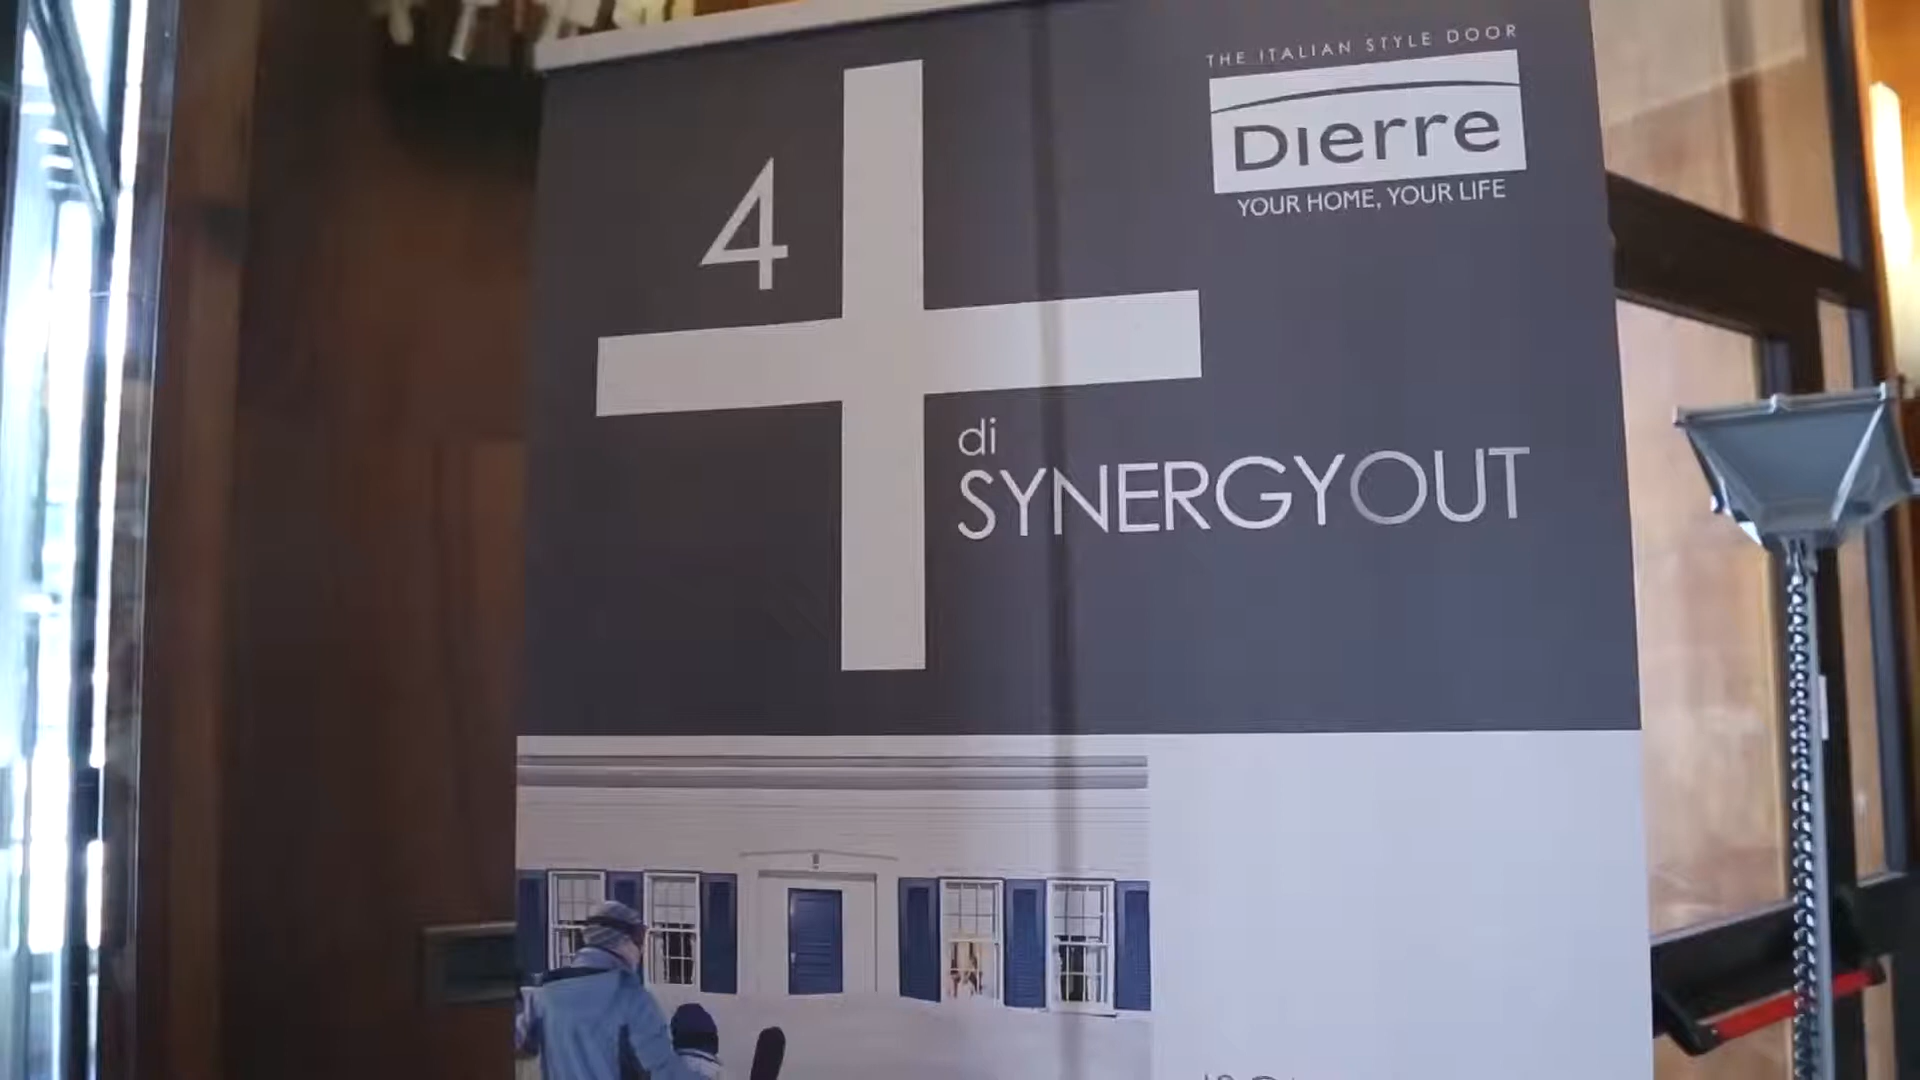 THE ITALIAN STYLE DOOR
Dierre
YOUR HOME, YOUR LIFE
4
di
SYNERGYOUT